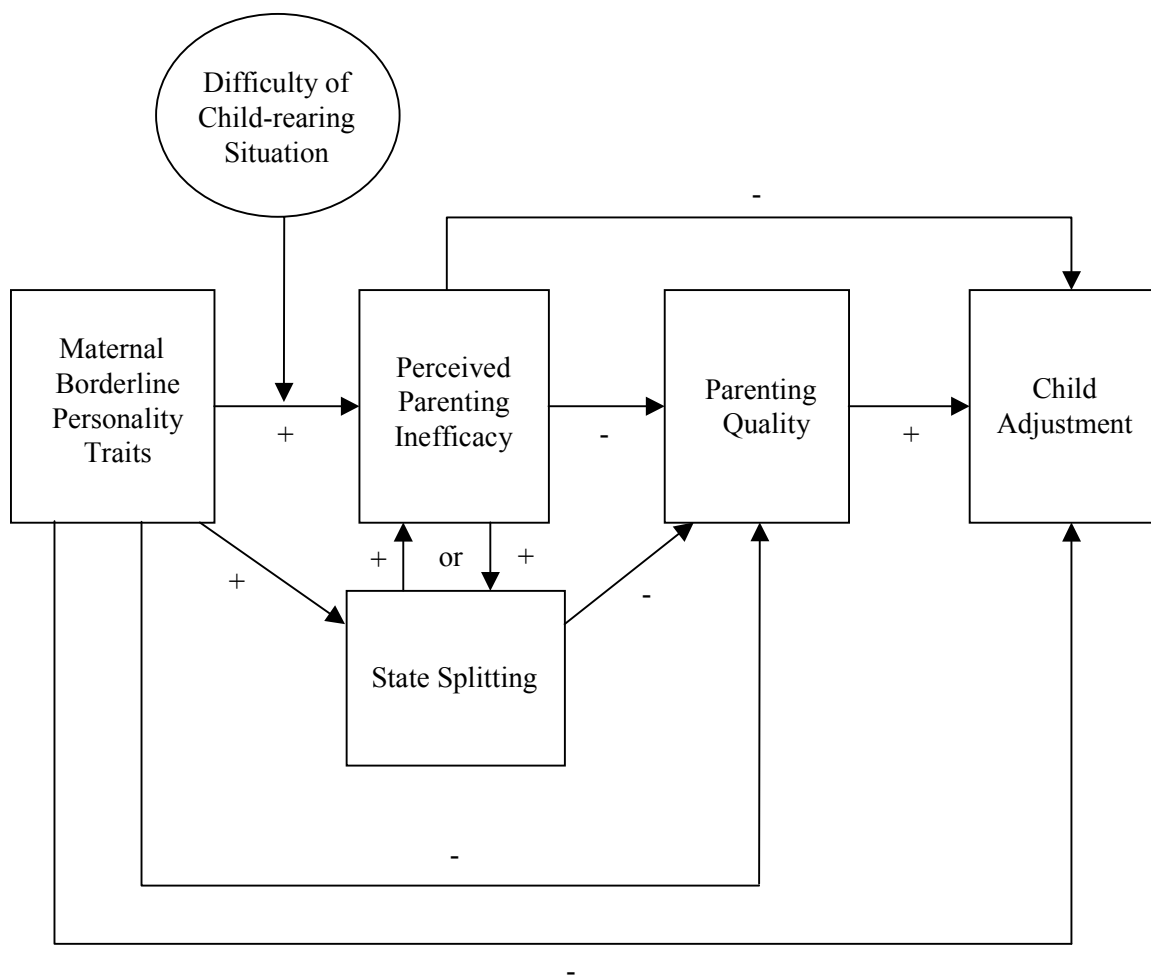 Difficulty of
Child-rearing
Situation
-
Maternal
Borderline
Personality
Traits
+
Perceived
Parenting
Inefficacy
-
Parenting
Quality
+
Child
Adjustment
+
+ or +
-
State Splitting
-
-